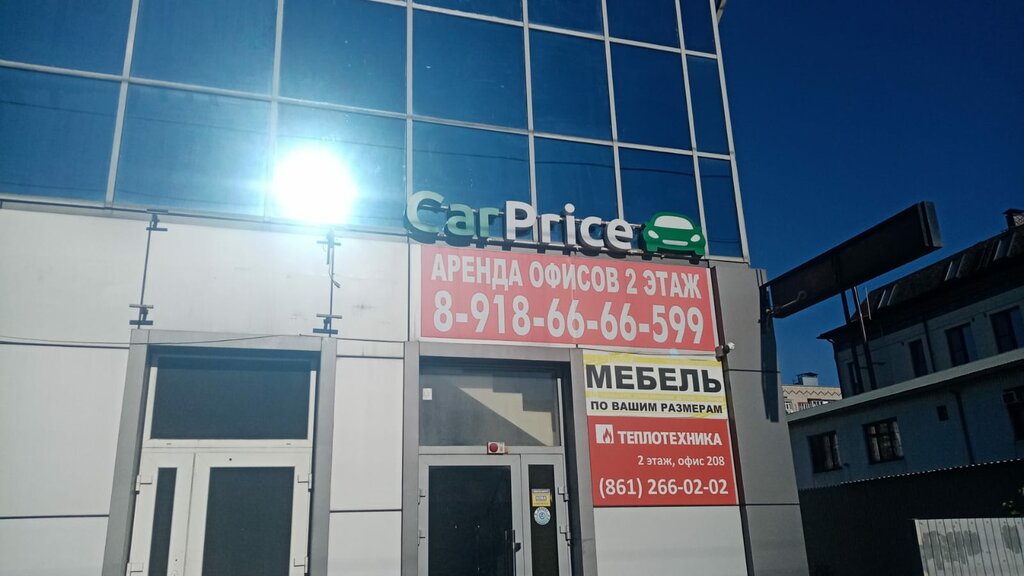 CarPrice
АРЕНДА ОФИСОВ 2 ЭТАЖ
8-918-66-66-599
МЕБЕЛЬ
ПО ВАШИМ РАЗМЕРАМ
ТЕПЛОТЕХНИКА
2 этаж, офис 208
(861) 266-02-02